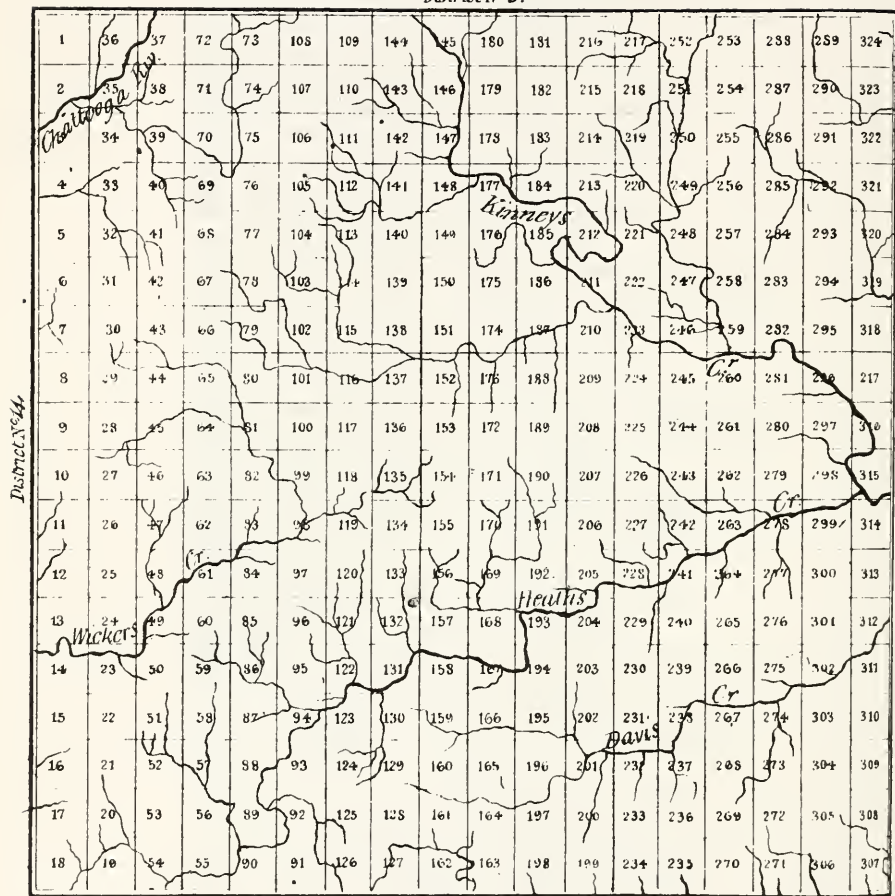 1 36 37 72 73 108 109 144 145 180 181 216 217 252 253 288 289 324
2 35 38 71 74 107 110 143 146 179 182 215 218 251 254 287 290 323
Chattooga Riv.
34 39 70 75 106 111 142 147 178 183 214 219 250 255 286 291 322
4 33 40 69 76 105 112 141 148 177 184 213 220 249 256 285 292 321
Kinneys
5 32 41 68 77 104 113 140 149 176 185 212 221 248 257 284 293 320
6 31 42 67 78 103 114 139 150 175 186 211 222 247 258 283 294 319
7 30 43 66 79 102 115 138 151 174 187 210 223 246 259 282 295 318
Cr
8 29 44 65 80 101 116 137 152 173 188 209 224 245 260 281 296 217
District No 14.
9 28 45 64 81 100 117 136 153 172 189 208 225 244 261 280 297 316
10 27 46 63 82 99 118 135 154 171 190 207 226 243 262 279 298 315
Cr.
11 26 47 62 83 98 119 134 155 170 191 206 227 242 263 278 299 314
Cr.
12 25 48 61 84 97 120 133 156 169 192 205 228 241 264 277 300 313
Heaths
13 24 49 60 85 96 121 132 157 168 193 204 229 240 265 276 301 312
Wickers
14 23 50 59 86 95 122 131 158 167 194 203 230 239 266 275 302 311
Cr
15 22 51 58 87 94 123 130 159 166 195 202 231 238 267 274 303 310
Davis
16 21 52 57 88 93 124 129 160 165 196 201 232 237 268 273 304 309
17 20 53 56 89 92 125 128 161 164 197 200 233 236 269 272 305 308
18 19 54 55 90 91 126 127 162 163 198 199 234 235 270 271 306 307